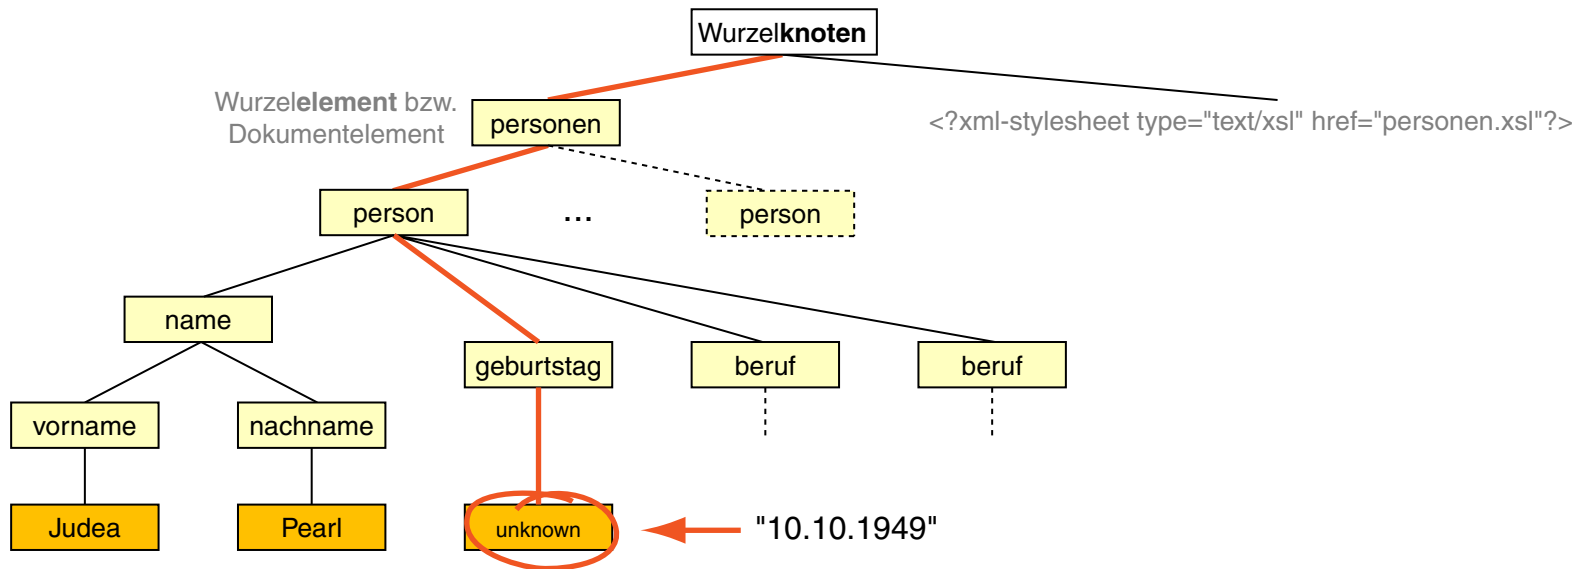 Wurzelknoten
Wurzelelement bzw.
Dokumentelement
personen
<?xml-stylesheet type="text/xsl" href="personen.xsl"?>
person
...
person
name
geburtstag
beruf
beruf
vorname
nachname
Judea
Pearl
unknown
"10.10.1949"